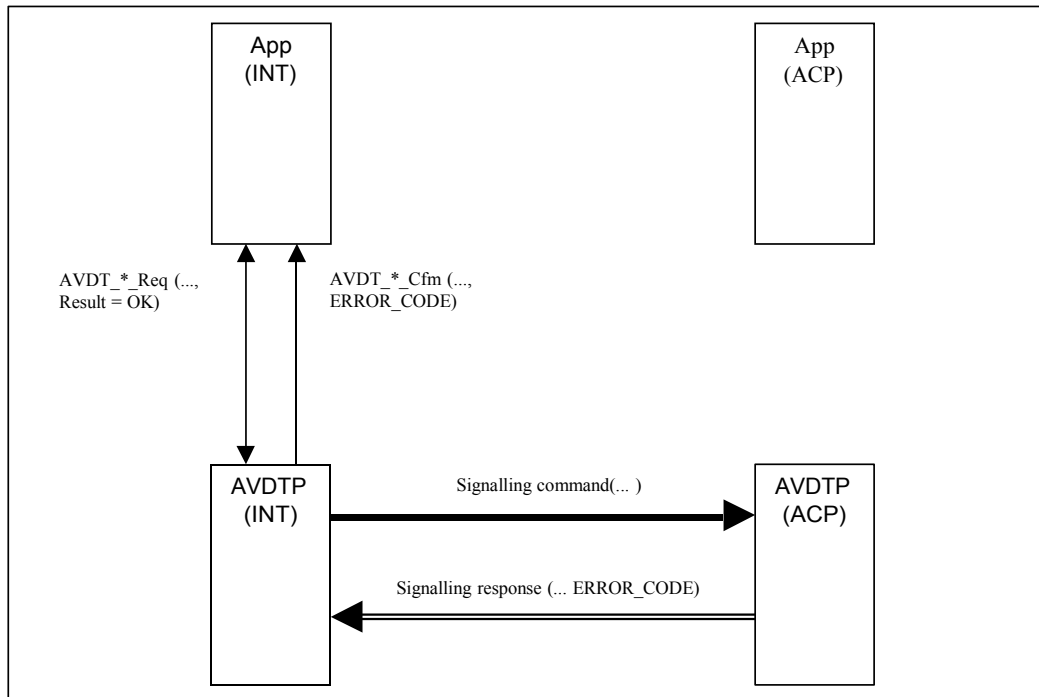 App
(INT)
App
(ACP)
AVDT_*_Req (...,
Result = OK)
AVDT_*_Cfm (...,
ERROR_CODE)
AVDTP
(INT)
Signalling command(... )
AVDTP
(ACP)
Signalling response (... ERROR_CODE)